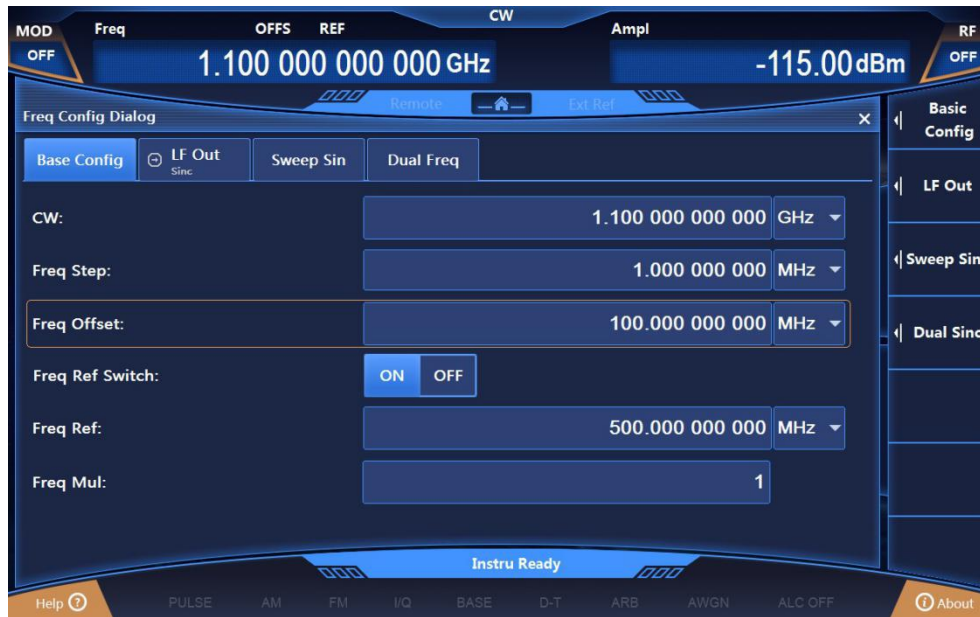 CW
MOD Freq OFFS REF Ampl RF
OFF 1.100 000 000 000 GHz -115.00 dBm OFF
Remote Ext Ref
Freq Config Dialog ×
Base Config LF Out Sinc Sweep Sin Dual Freq
CW: 1.100 000 000 000 GHz
Freq Step: 1.000 000 000 MHz
Freq Offset: 100.000 000 000 MHz
Freq Ref Switch: ON OFF
Freq Ref: 500.000 000 000 MHz
Freq Mul: 1
Basic
Config
LF Out
Sweep Sin
Dual Sinc
Instru Ready
Help ? PULSE AM FM I/Q BASE D-T ARB AWGN ALC OFF About